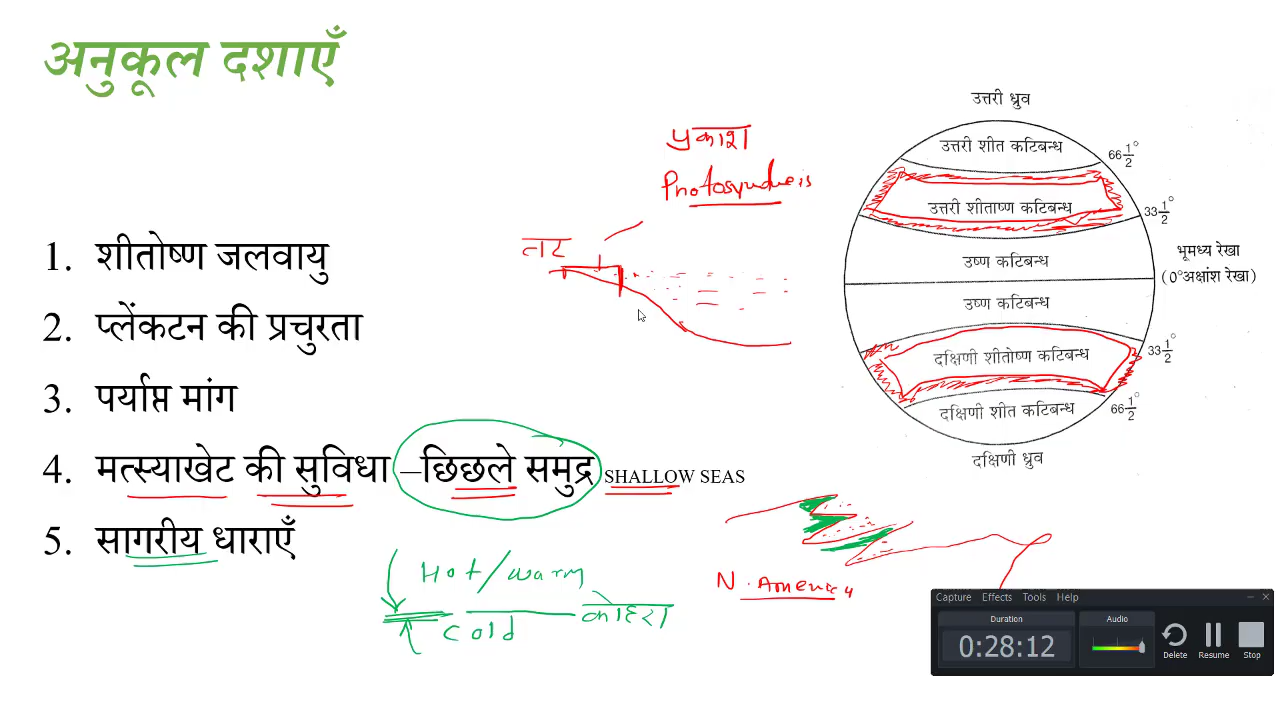 अनुकूल दशाएँ
1. शीतोष्ण जलवायु
2. प्लेंकटन की प्रचुरता
3. पर्याप्त मांग
4. मत्स्याखेट की सुविधा –छिछले समुद्र SHALLOW SEAS
5. सागरीय धाराएँ
प्रकाश
Photosynthesis
तट
Hot/warm
cold
कोहरा
N. America
उत्तरी ध्रुव
उत्तरी शीत कटिबन्ध
66 1/2°
उत्तरी शीताष्ण कटिबन्ध
33 1/2°
उष्ण कटिबन्ध
भूमध्य रेखा
(0°अक्षांश रेखा)
उष्ण कटिबन्ध
दक्षिणी शीतोष्ण कटिबन्ध
33 1/2°
दक्षिणी शीत कटिबन्ध
66 1/2°
दक्षिणी ध्रुव
Capture Effects Tools Help
Duration
0:28:12
Audio
Delete Resume Stop